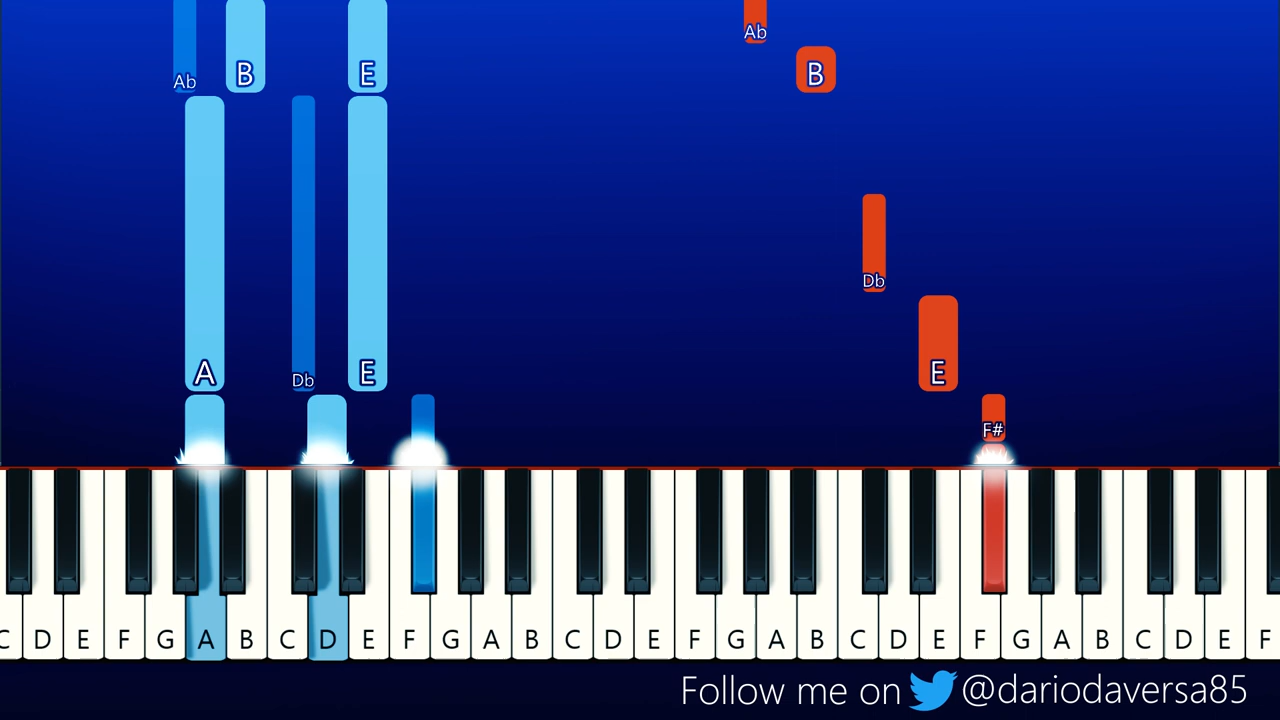 Ab B E Ab
B
Db
A Db E E
F#
C D E F G A B C D E F G A B C D E F G A B C D E F G A B C D E F
Follow me on @dariodaversa85